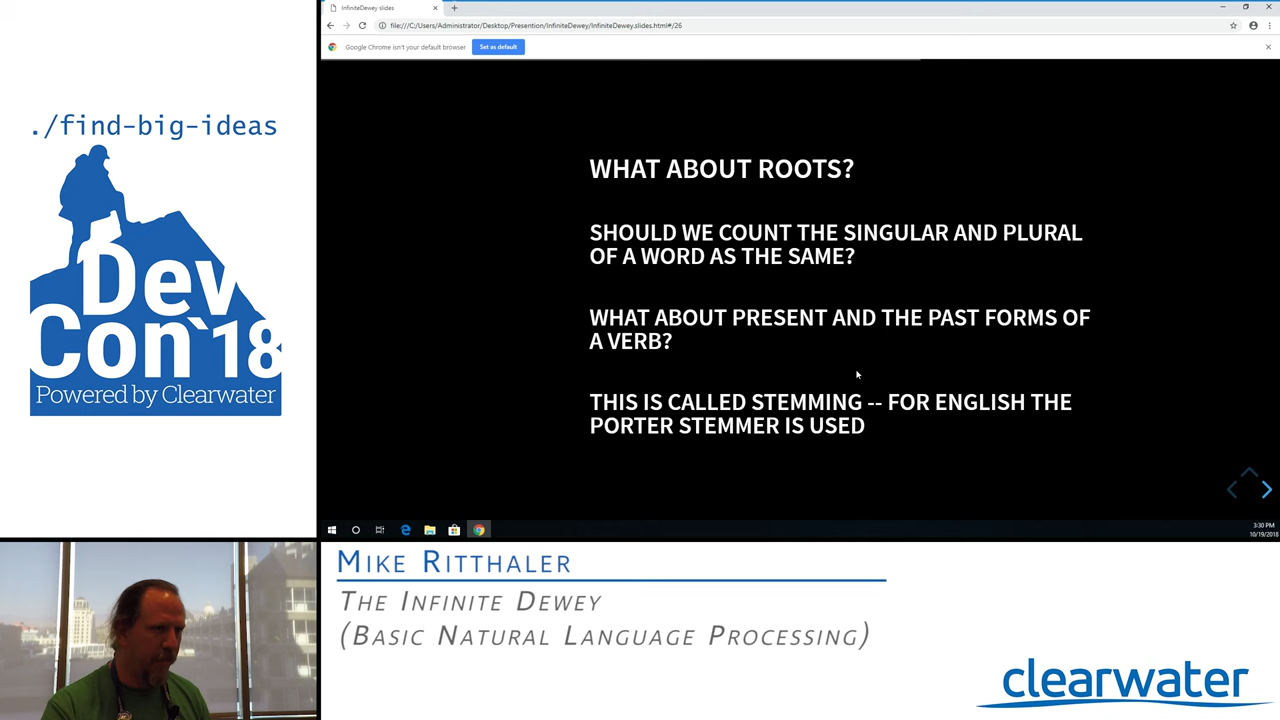 ./find-big-ideas
Dev
Con`18
Powered by Clearwater
InfiniteDewey slides
file:///C:/Users/Administrator/Desktop/Presention/InfiniteDewey/InfiniteDewey.slides.html#/26
Google Chrome isn't your default browser
Set as default
WHAT ABOUT ROOTS?
SHOULD WE COUNT THE SINGULAR AND PLURAL
OF A WORD AS THE SAME?
WHAT ABOUT PRESENT AND THE PAST FORMS OF
A VERB?
THIS IS CALLED STEMMING -- FOR ENGLISH THE
PORTER STEMMER IS USED
3:30 PM
10/19/2018
MIKE RITTHALER
THE INFINITE DEWEY
(BASIC NATURAL LANGUAGE PROCESSING)
clearwater